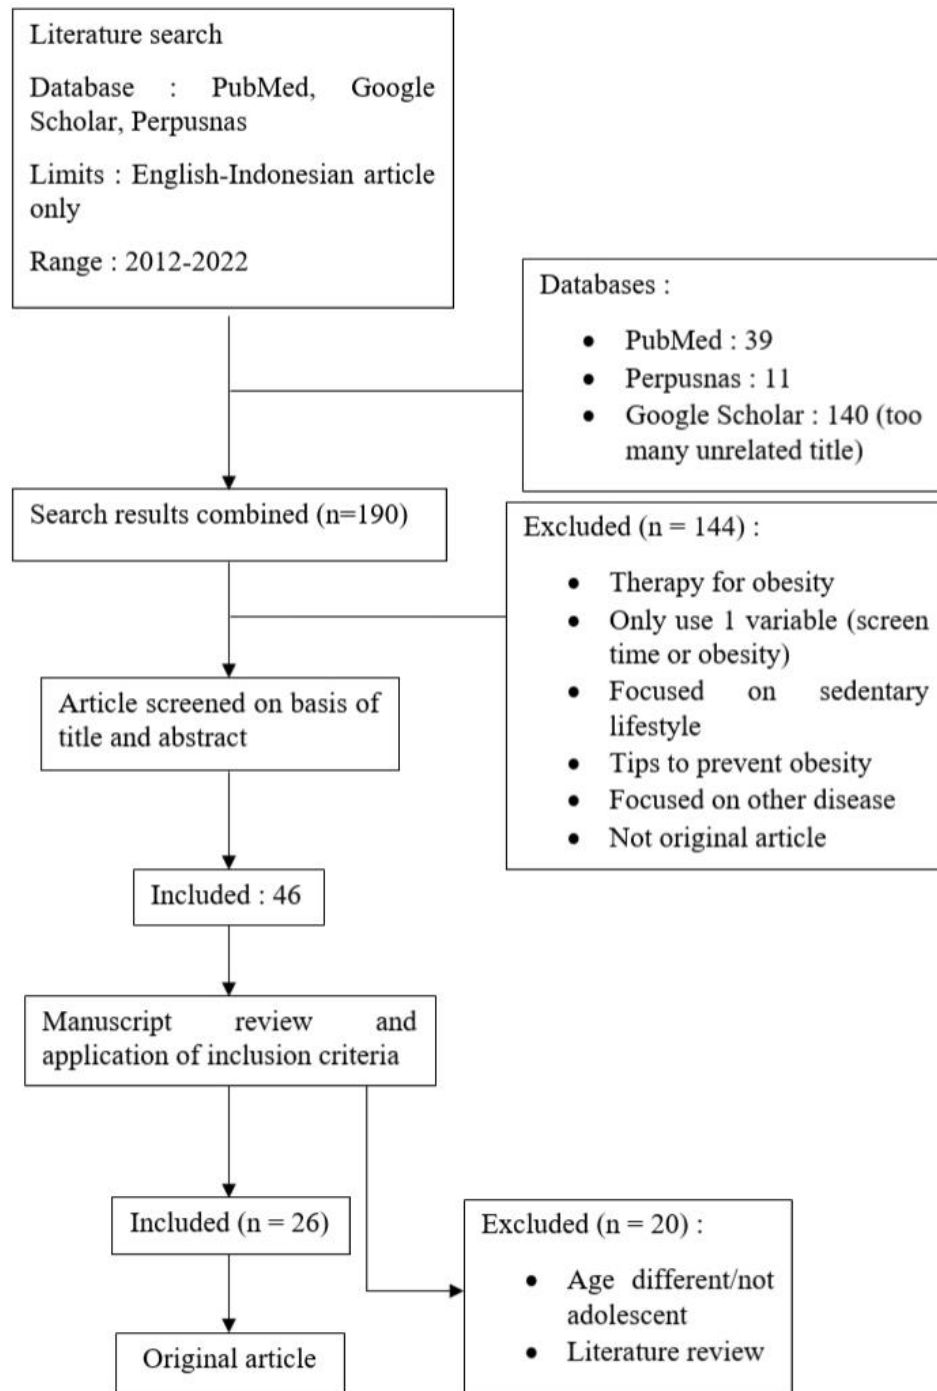 Literature search
Database : PubMed, Google
Scholar, Perpusnas
Limits : English-Indonesian article
only
Range : 2012-2022
Databases :
• PubMed : 39
• Perpusnas : 11
• Google Scholar : 140 (too
many unrelated title)
Search results combined (n=190)
Excluded (n = 144) :
• Therapy for obesity
• Only use 1 variable (screen
time or obesity)
• Focused on sedentary
lifestyle
• Tips to prevent obesity
• Focused on other disease
• Not original article
Article screened on basis of
title and abstract
Included : 46
Manuscript review and
application of inclusion criteria
Included (n = 26)
Excluded (n = 20) :
• Age different/not
adolescent
• Literature review
Original article